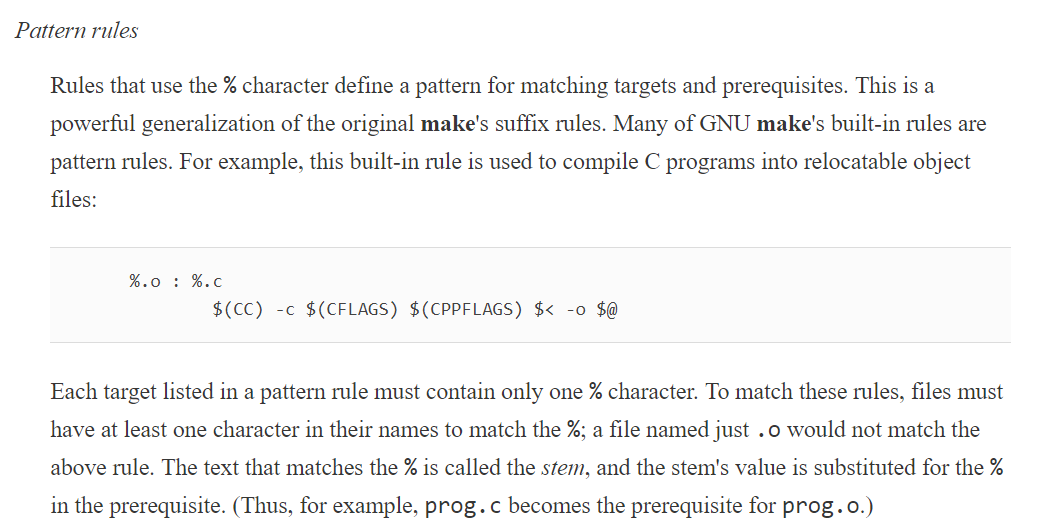 Pattern rules
Rules that use the % character define a pattern for matching targets and prerequisites. This is a
powerful generalization of the original make's suffix rules. Many of GNU make's built-in rules are
pattern rules. For example, this built-in rule is used to compile C programs into relocatable object
files:
%.o : %.c
$(CC) -c $(CFLAGS) $(CPPFLAGS) $< -o $@
Each target listed in a pattern rule must contain only one % character. To match these rules, files must
have at least one character in their names to match the %; a file named just .o would not match the
above rule. The text that matches the % is called the stem, and the stem's value is substituted for the %
in the prerequisite. (Thus, for example, prog.c becomes the prerequisite for prog.o.)